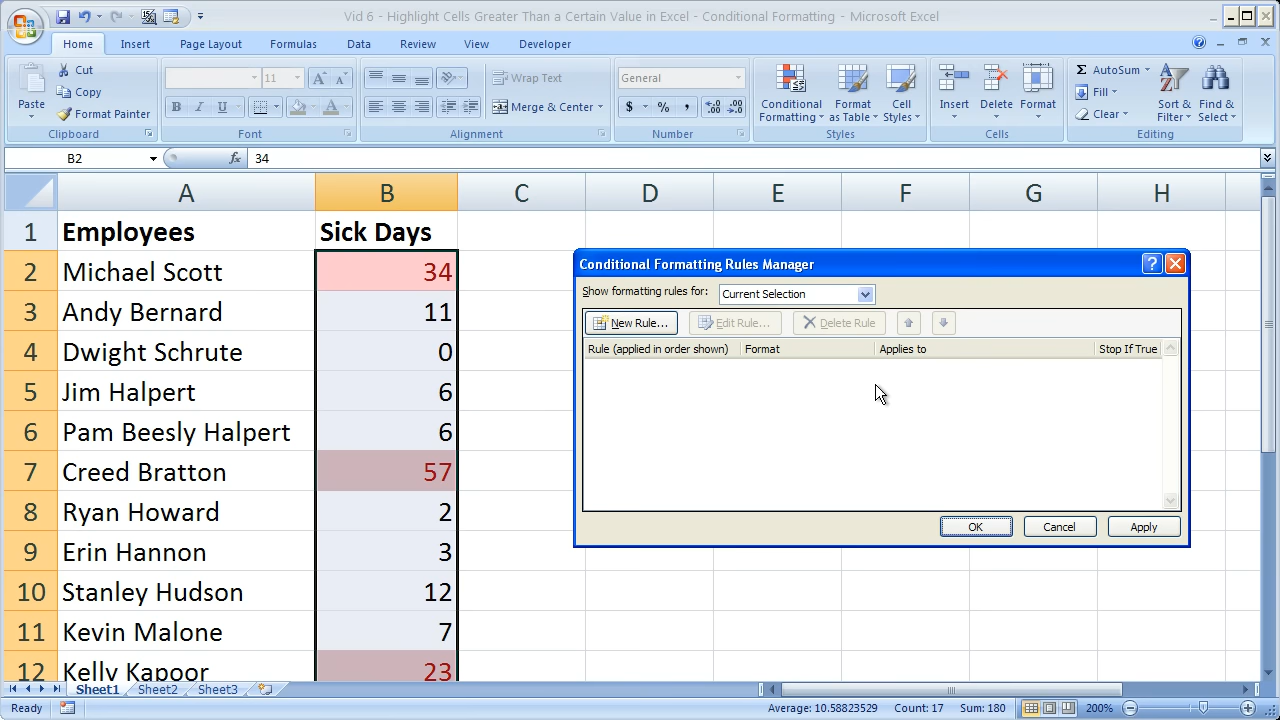 Vid 6 - Highlight Cells Greater Than a Certain Value in Excel - Conditional Formatting - Microsoft Excel
Home Insert Page Layout Formulas Data Review View Developer
Paste Cut Copy Format Painter
Clipboard
11
B I U
Font
Wrap Text
Merge & Center
Alignment
General
$ % ,
Number
Conditional Formatting Format as Table Cell Styles
Styles
Insert Delete Format
Cells
Σ AutoSum Fill Clear Sort & Filter Find & Select
Editing
B2 fx 34
A B C D E F G H
1 Employees Sick Days
2 Michael Scott 34
3 Andy Bernard 11
4 Dwight Schrute 0
5 Jim Halpert 6
6 Pam Beesly Halpert 6
7 Creed Bratton 57
8 Ryan Howard 2
9 Erin Hannon 3
10 Stanley Hudson 12
11 Kevin Malone 7
12 Kelly Kapoor 23
Conditional Formatting Rules Manager
Show formatting rules for: Current Selection
New Rule... Edit Rule... Delete Rule
Rule (applied in order shown) Format Applies to Stop If True
OK Cancel Apply
Sheet1 Sheet2 Sheet3
Ready Average: 10.58823529 Count: 17 Sum: 180 200%